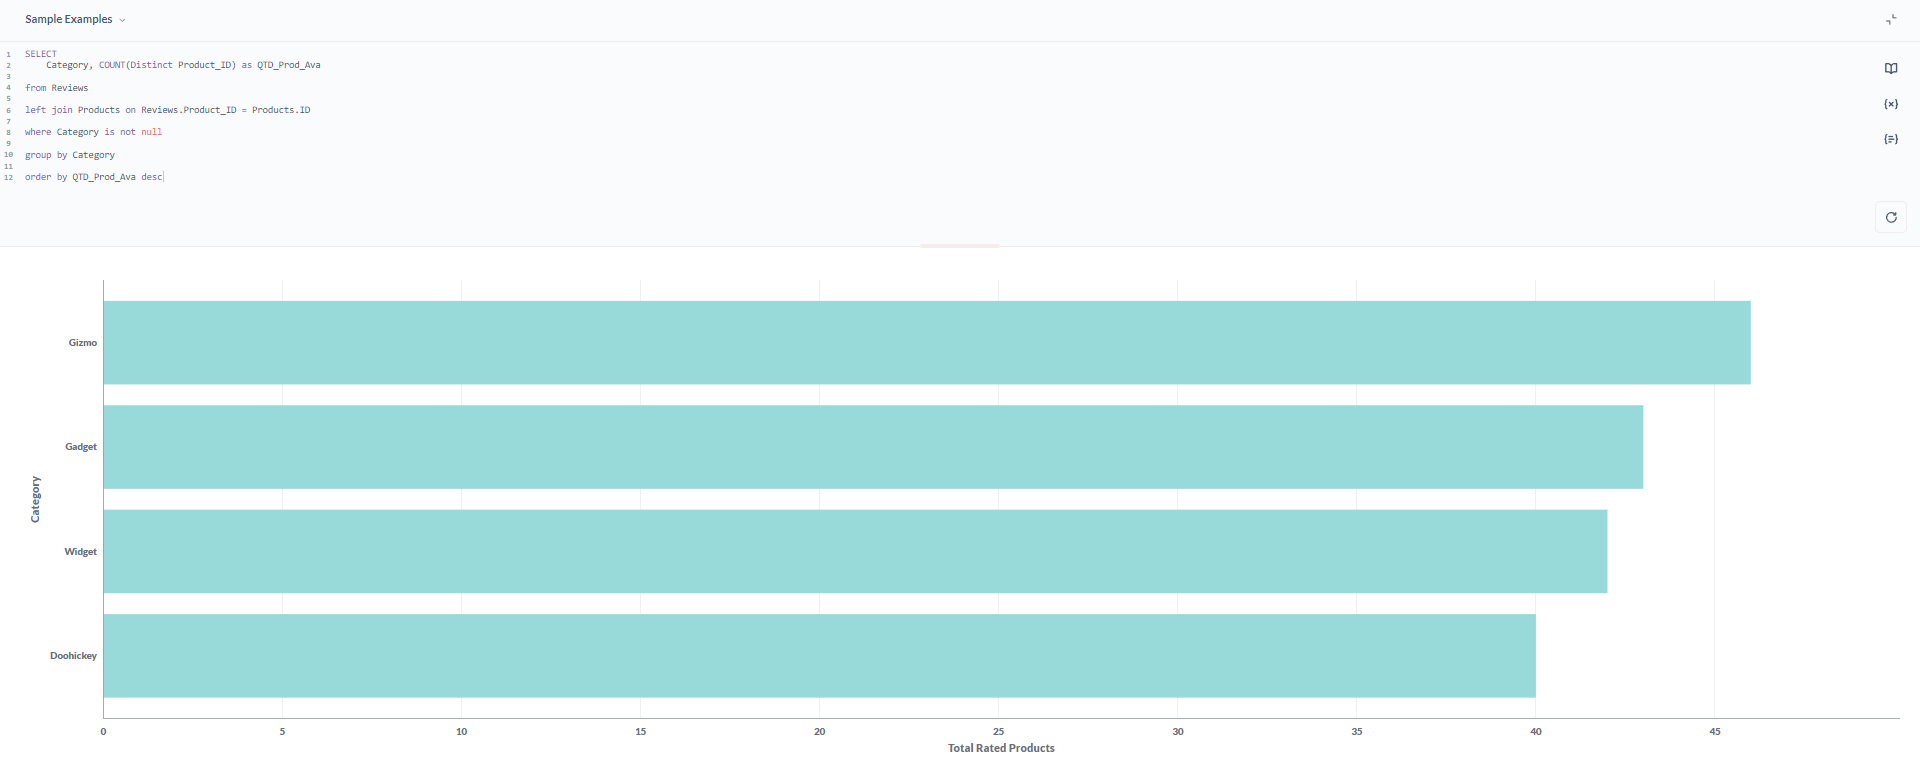 Sample Examples
1 SELECT
2 Category, COUNT(Distinct Product_ID) as QTD_Prod_Ava
3
4 from Reviews
5
6 left join Products on Reviews.Product_ID = Products.ID
7
8 where Category is not null
9
10 group by Category
11
12 order by QTD_Prod_Ava desc
{x}
Gizmo
Gadget
Category
Widget
Doohickey
0 5 10 15 20 25 30 35 40 45
Total Rated Products